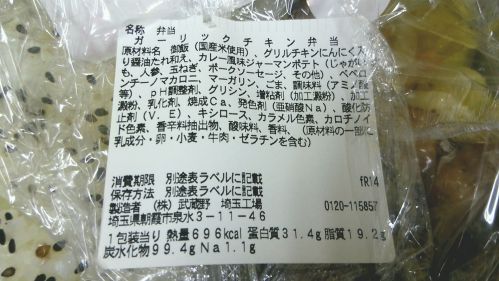 名称 弁当
ガーリックチキン弁当
原材料名 御飯(国産米使用)、グリルチキンにんにく入
り醤油たれ和え、カレー風味ジャーマンポテト(じゃがい
も、人参、玉ねぎ、ポークソーセージ、その他)、ペペロ
ンチーノマカロニ、マーガリン、ごま、調味料(アミノ酸
等)、pH調整剤、グリシン、増粘剤(加工澱粉)、加工
澱粉、乳化剤、焼成Ca、発色剤(亜硝酸Na)、酸化防
止剤(V.E)、キシロース、カラメル色素、カロチノイ
ド色素、香辛料抽出物、酸味料、香料、(原材料の一部に
乳成分・卵・小麦・牛肉・ゼラチンを含む)
消費期限 別途表ラベルに記載
保存方法 別途表ラベルに記載 fR14
製造者 (株)武蔵野 埼玉工場 0120-115857
埼玉県朝霞市泉水3-11-46
1包装当り 熱量696kcal 蛋白質31.4g 脂質19.2g
炭水化物99.4g Na1.1g